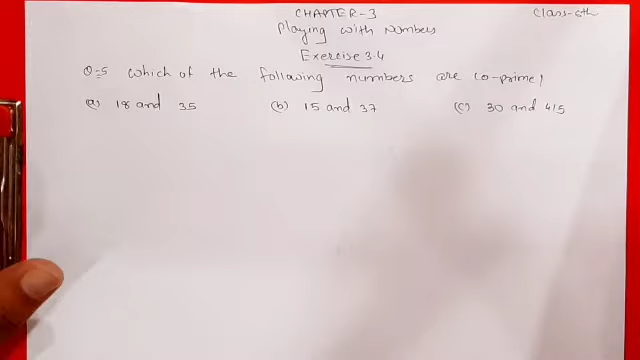 CHAPTER-3
Class-6th
Playing with Numbers
Exercise 3.4
Q-5 Which of the following numbers are co-prime?
(a) 18 and 35 (b) 15 and 37 (c) 30 and 415